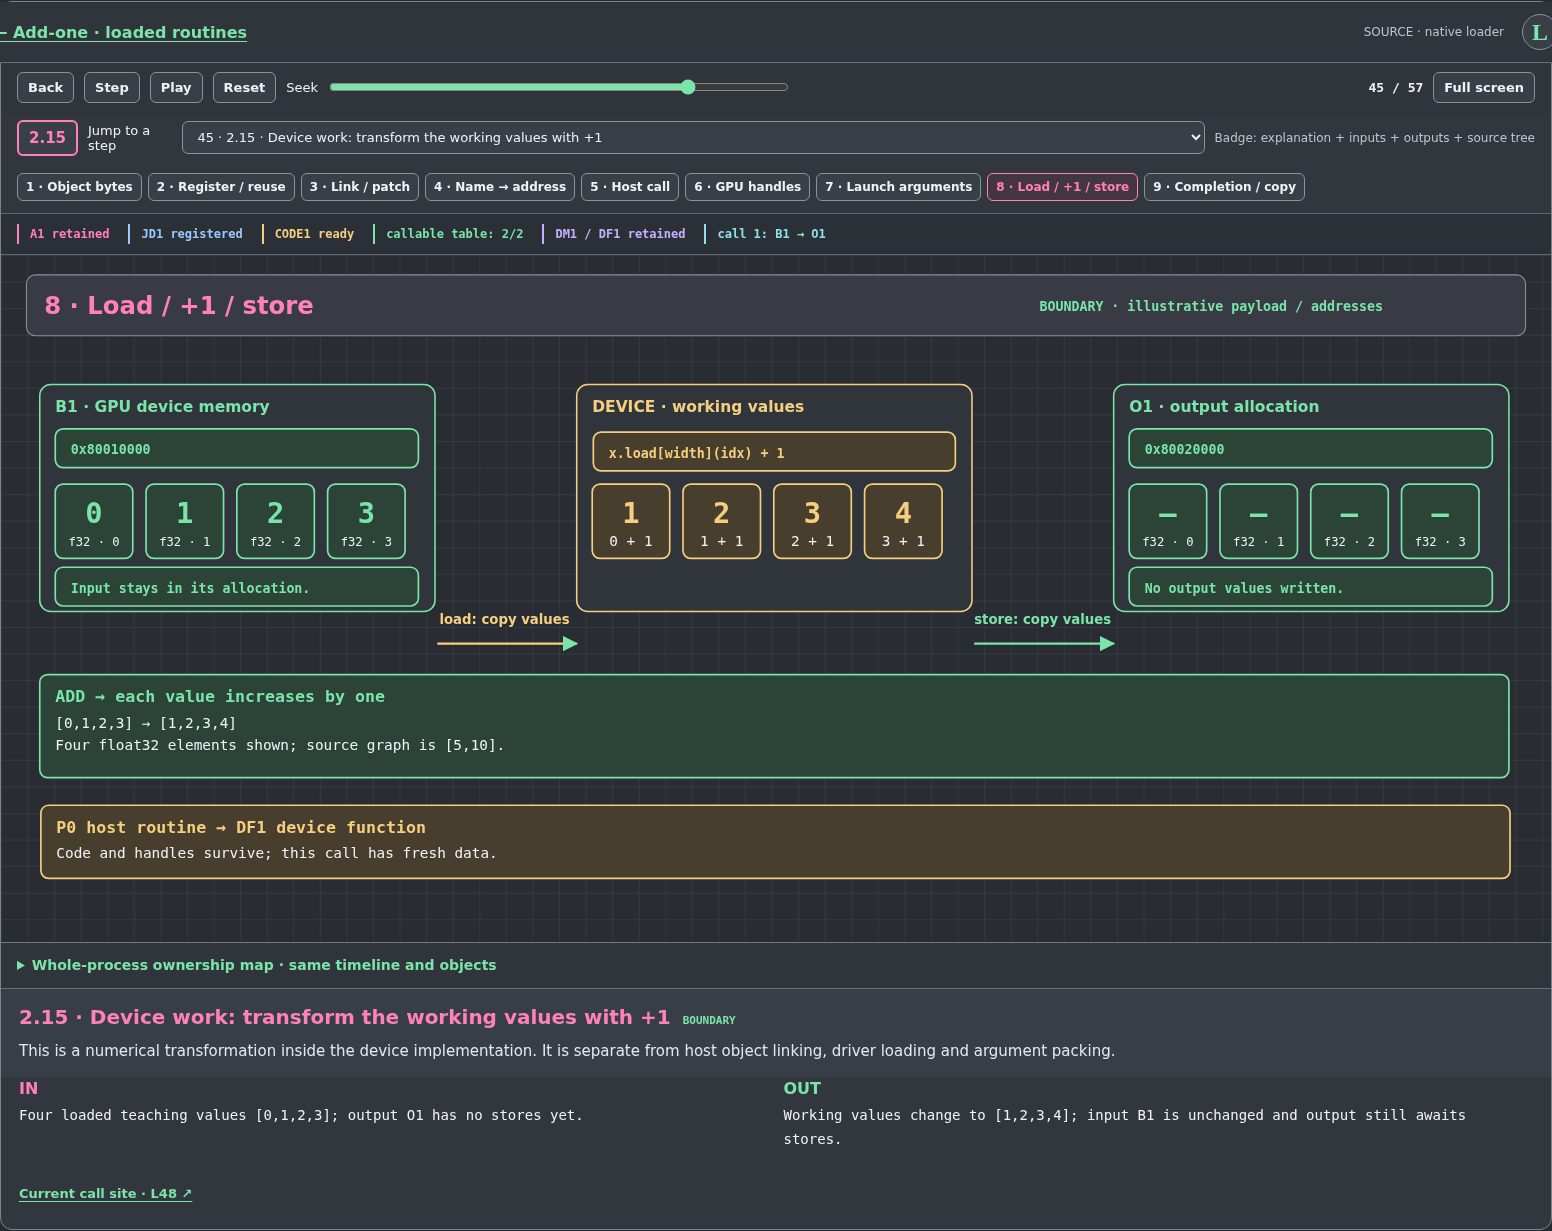 ← Add-one · loaded routines
SOURCE · native loader
L
Back
Step
Play
Reset
Seek
45 / 57
Full screen
2.15
Jump to a
step
45 · 2.15 · Device work: transform the working values with +1
Badge: explanation + inputs + outputs + source tree
1 · Object bytes
2 · Register / reuse
3 · Link / patch
4 · Name → address
5 · Host call
6 · GPU handles
7 · Launch arguments
8 · Load / +1 / store
9 · Completion / copy
A1 retained
JD1 registered
CODE1 ready
callable table: 2/2
DM1 / DF1 retained
call 1: B1 → O1
8 · Load / +1 / store
BOUNDARY · illustrative payload / addresses
B1 · GPU device memory
0x80010000
0 1 2 3
f32 · 0 f32 · 1 f32 · 2 f32 · 3
Input stays in its allocation.
load: copy values
DEVICE · working values
x.load[width](idx) + 1
1 2 3 4
0 + 1 1 + 1 2 + 1 3 + 1
store: copy values
O1 · output allocation
0x80020000
— — — —
f32 · 0 f32 · 1 f32 · 2 f32 · 3
No output values written.
ADD → each value increases by one
[0,1,2,3] → [1,2,3,4]
Four float32 elements shown; source graph is [5,10].
P0 host routine → DF1 device function
Code and handles survive; this call has fresh data.
▶ Whole-process ownership map · same timeline and objects
2.15 · Device work: transform the working values with +1 BOUNDARY
This is a numerical transformation inside the device implementation. It is separate from host object linking, driver loading and argument packing.
IN
Four loaded teaching values [0,1,2,3]; output O1 has no stores yet.
OUT
Working values change to [1,2,3,4]; input B1 is unchanged and output still awaits
stores.
Current call site · L48 ↗